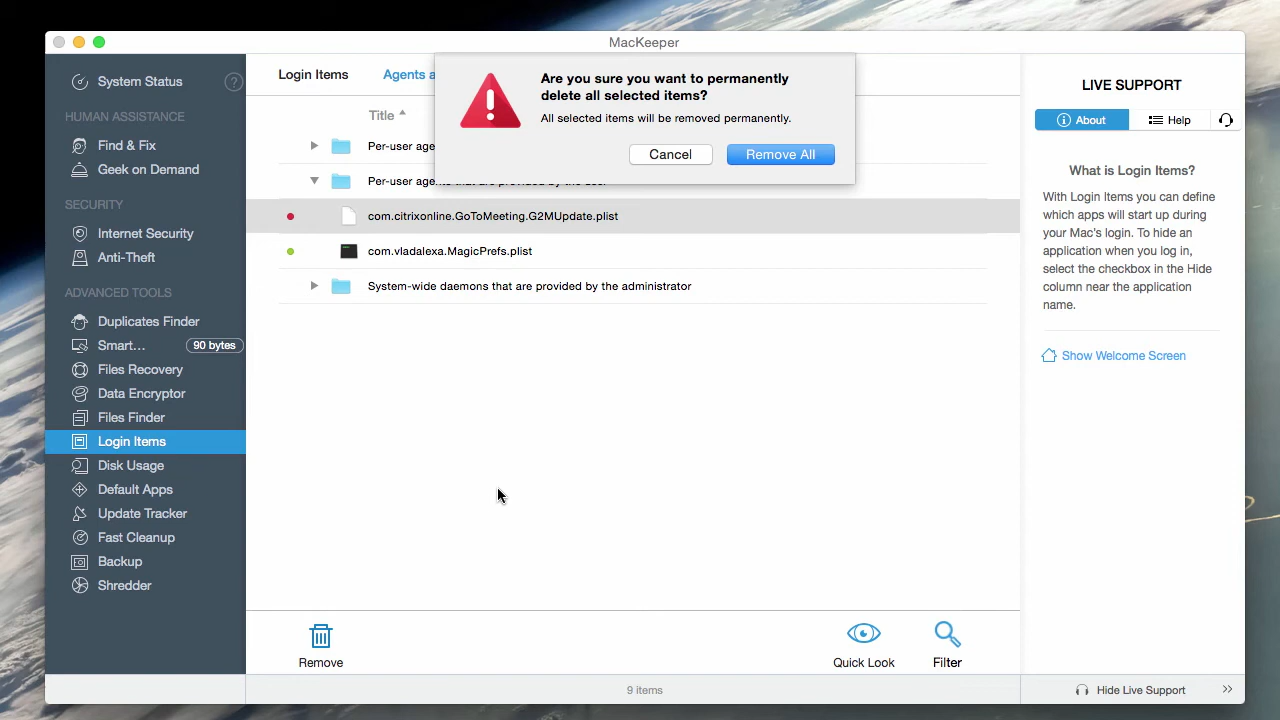 MacKeeper
System Status
?
HUMAN ASSISTANCE
Find & Fix
Geek on Demand
SECURITY
Internet Security
Anti-Theft
ADVANCED TOOLS
Duplicates Finder
Smart... 90 bytes
Files Recovery
Data Encryptor
Files Finder
Login Items
Disk Usage
Default Apps
Update Tracker
Fast Cleanup
Backup
Shredder
Login Items Agents a
Are you sure you want to permanently
delete all selected items?
All selected items will be removed permanently.
Cancel Remove All
Title
Per-user age
Per-user agents that are provided by the user
com.citrixonline.GoToMeeting.G2MUpdate.plist
com.vladalexa.MagicPrefs.plist
System-wide daemons that are provided by the administrator
Remove Quick Look Filter
9 items
LIVE SUPPORT
About Help
What is Login Items?
With Login Items you can define
which apps will start up during
your Mac's login. To hide an
application when you log in,
select the checkbox in the Hide
column near the application
name.
Show Welcome Screen
Hide Live Support